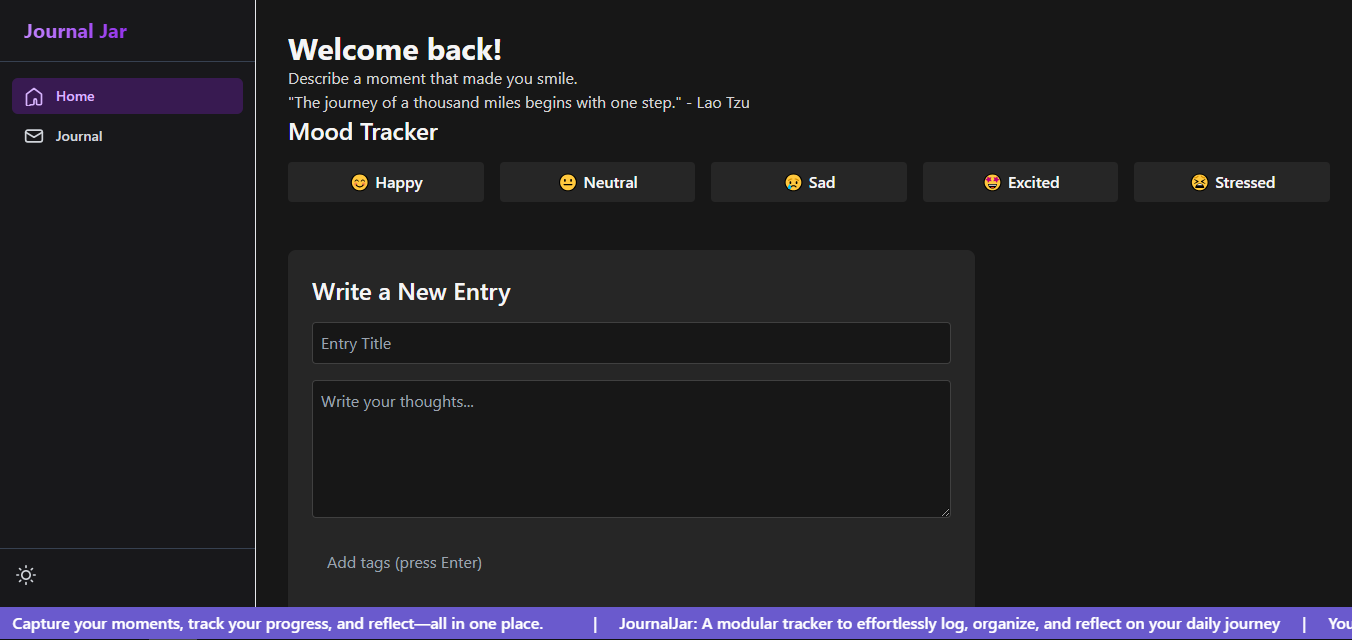 Journal Jar
Home
Journal
Welcome back!
Describe a moment that made you smile.
"The journey of a thousand miles begins with one step." - Lao Tzu
Mood Tracker
😊 Happy
😐 Neutral
😢 Sad
🤩 Excited
😫 Stressed
Write a New Entry
Entry Title
Write your thoughts...
Add tags (press Enter)
Capture your moments, track your progress, and reflect—all in one place. | JournalJar: A modular tracker to effortlessly log, organize, and reflect on your daily journey |